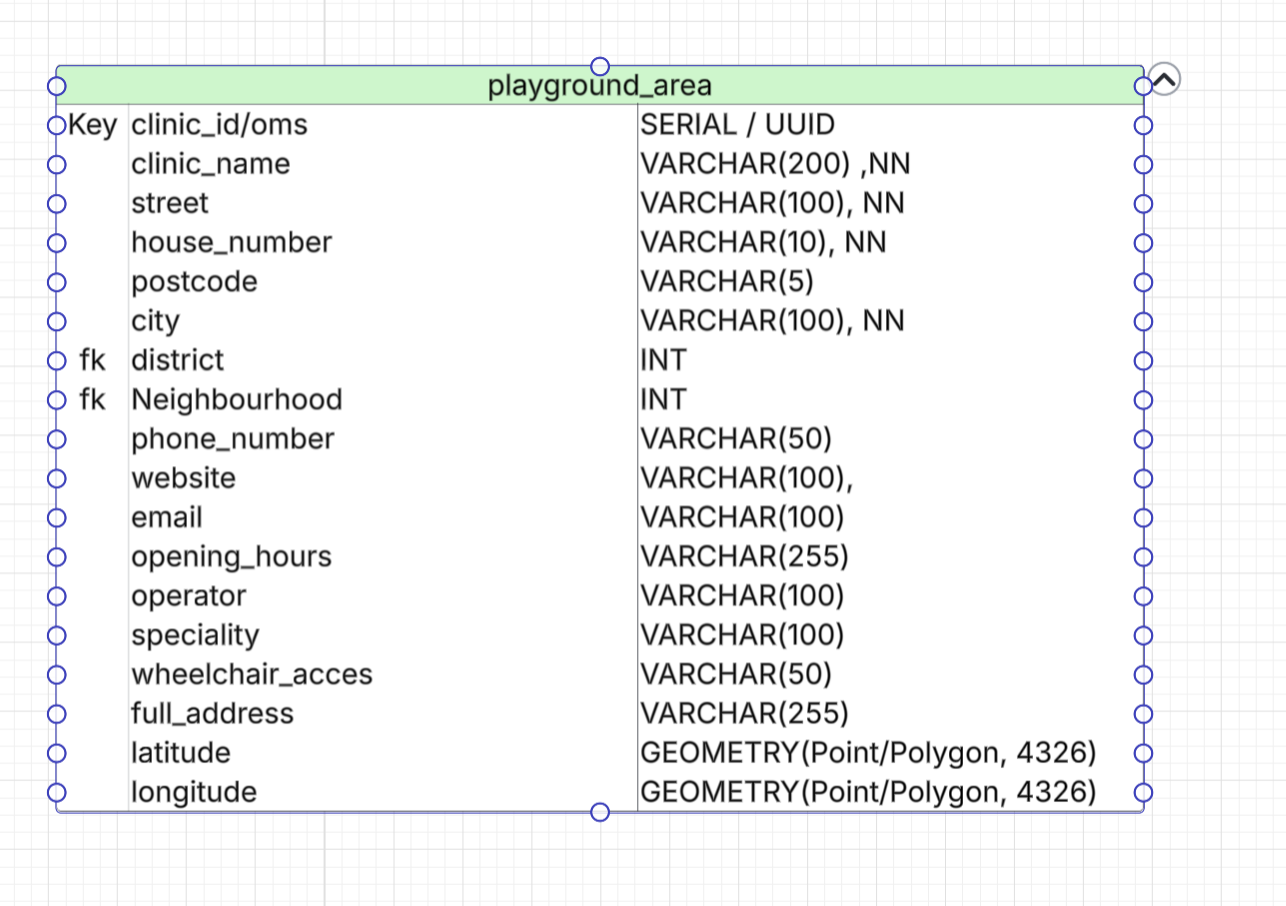 playground_area
Key clinic_id/oms SERIAL / UUID
clinic_name VARCHAR(200) ,NN
street VARCHAR(100), NN
house_number VARCHAR(10), NN
postcode VARCHAR(5)
city VARCHAR(100), NN
fk district INT
fk Neighbourhood INT
phone_number VARCHAR(50)
website VARCHAR(100),
email VARCHAR(100)
opening_hours VARCHAR(255)
operator VARCHAR(100)
speciality VARCHAR(100)
wheelchair_acces VARCHAR(50)
full_address VARCHAR(255)
latitude GEOMETRY(Point/Polygon, 4326)
longitude GEOMETRY(Point/Polygon, 4326)